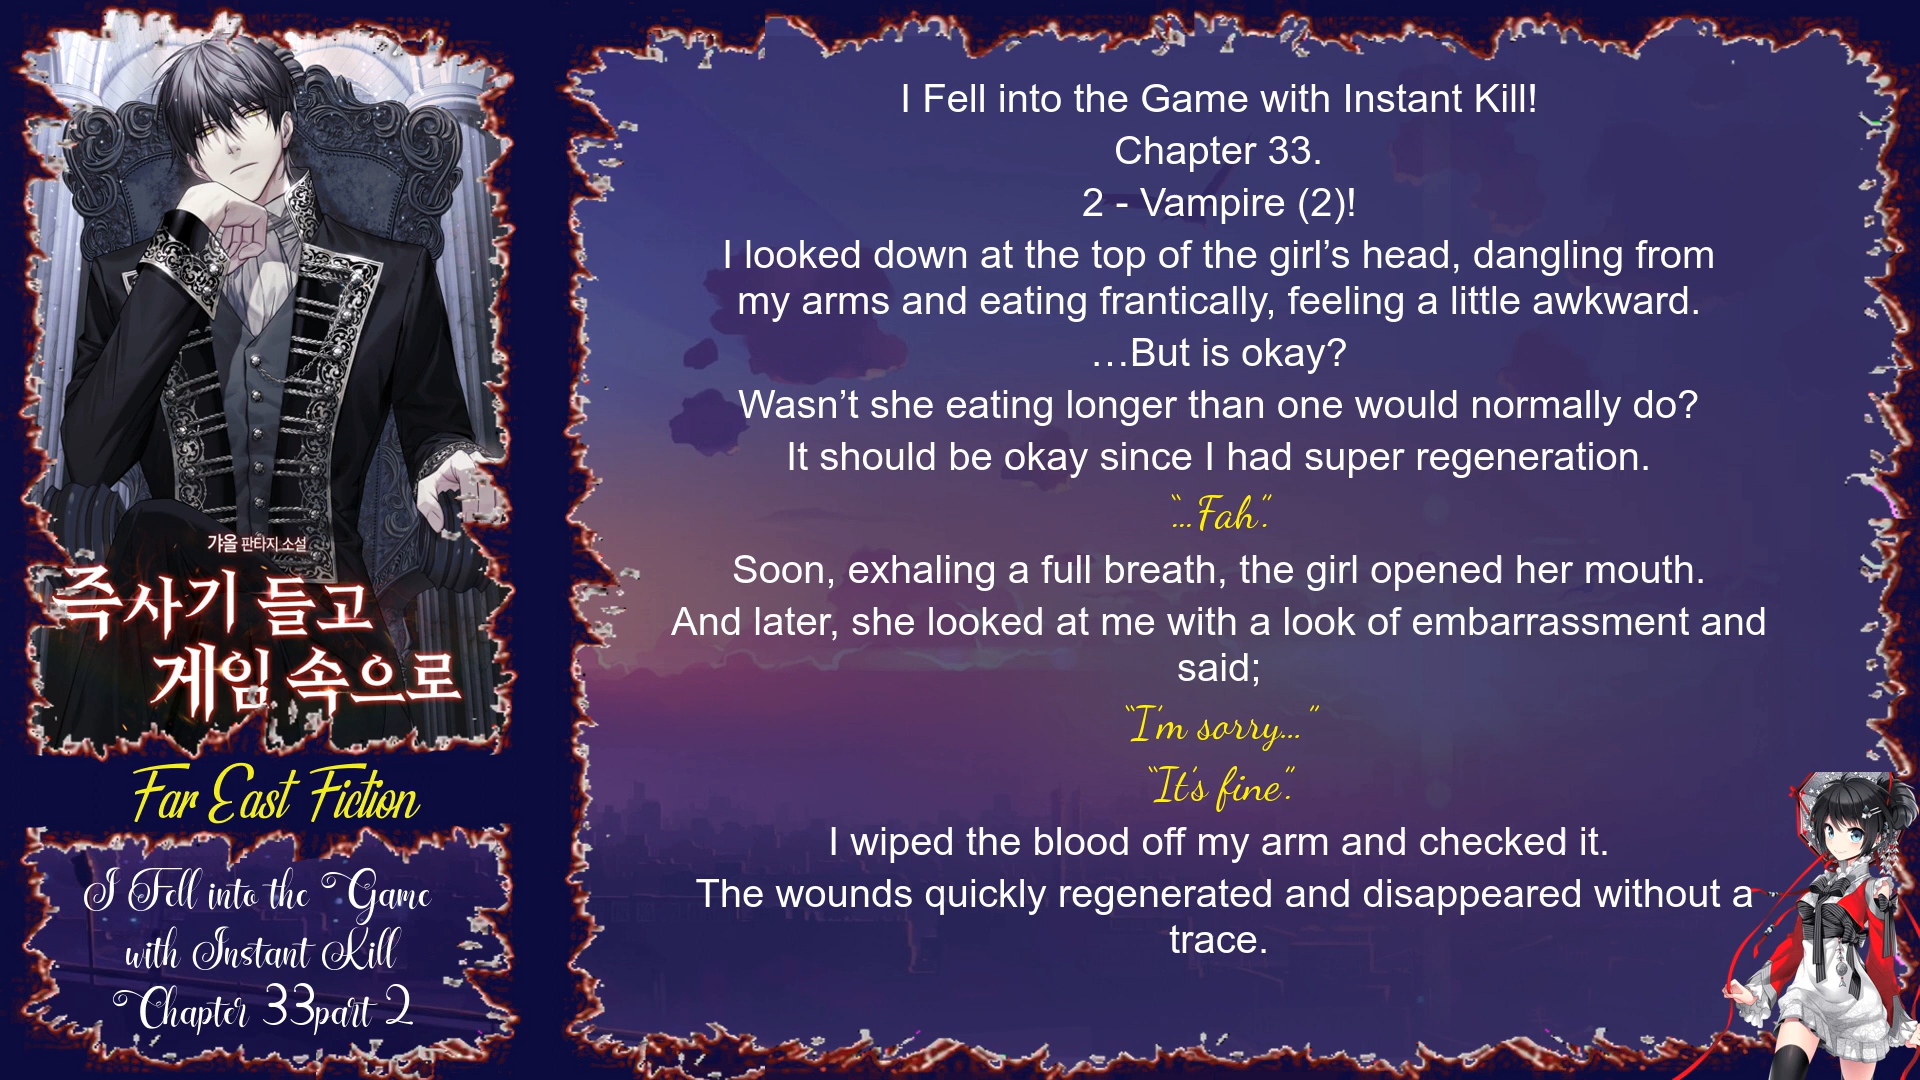 갸올 판타지 소설
즉사기 들고
게임 속으로
Far East Fiction
I Fell into the Game
with Instant Kill
Chapter 33part 2
I Fell into the Game with Instant Kill!
Chapter 33.
2 - Vampire (2)!
I looked down at the top of the girl’s head, dangling from
my arms and eating frantically, feeling a little awkward.
…But is okay?
Wasn’t she eating longer than one would normally do?
It should be okay since I had super regeneration.
“…Fah”.
Soon, exhaling a full breath, the girl opened her mouth.
And later, she looked at me with a look of embarrassment and
said;
“I’m sorry…”
“It’s fine”.
I wiped the blood off my arm and checked it.
The wounds quickly regenerated and disappeared without a
trace.